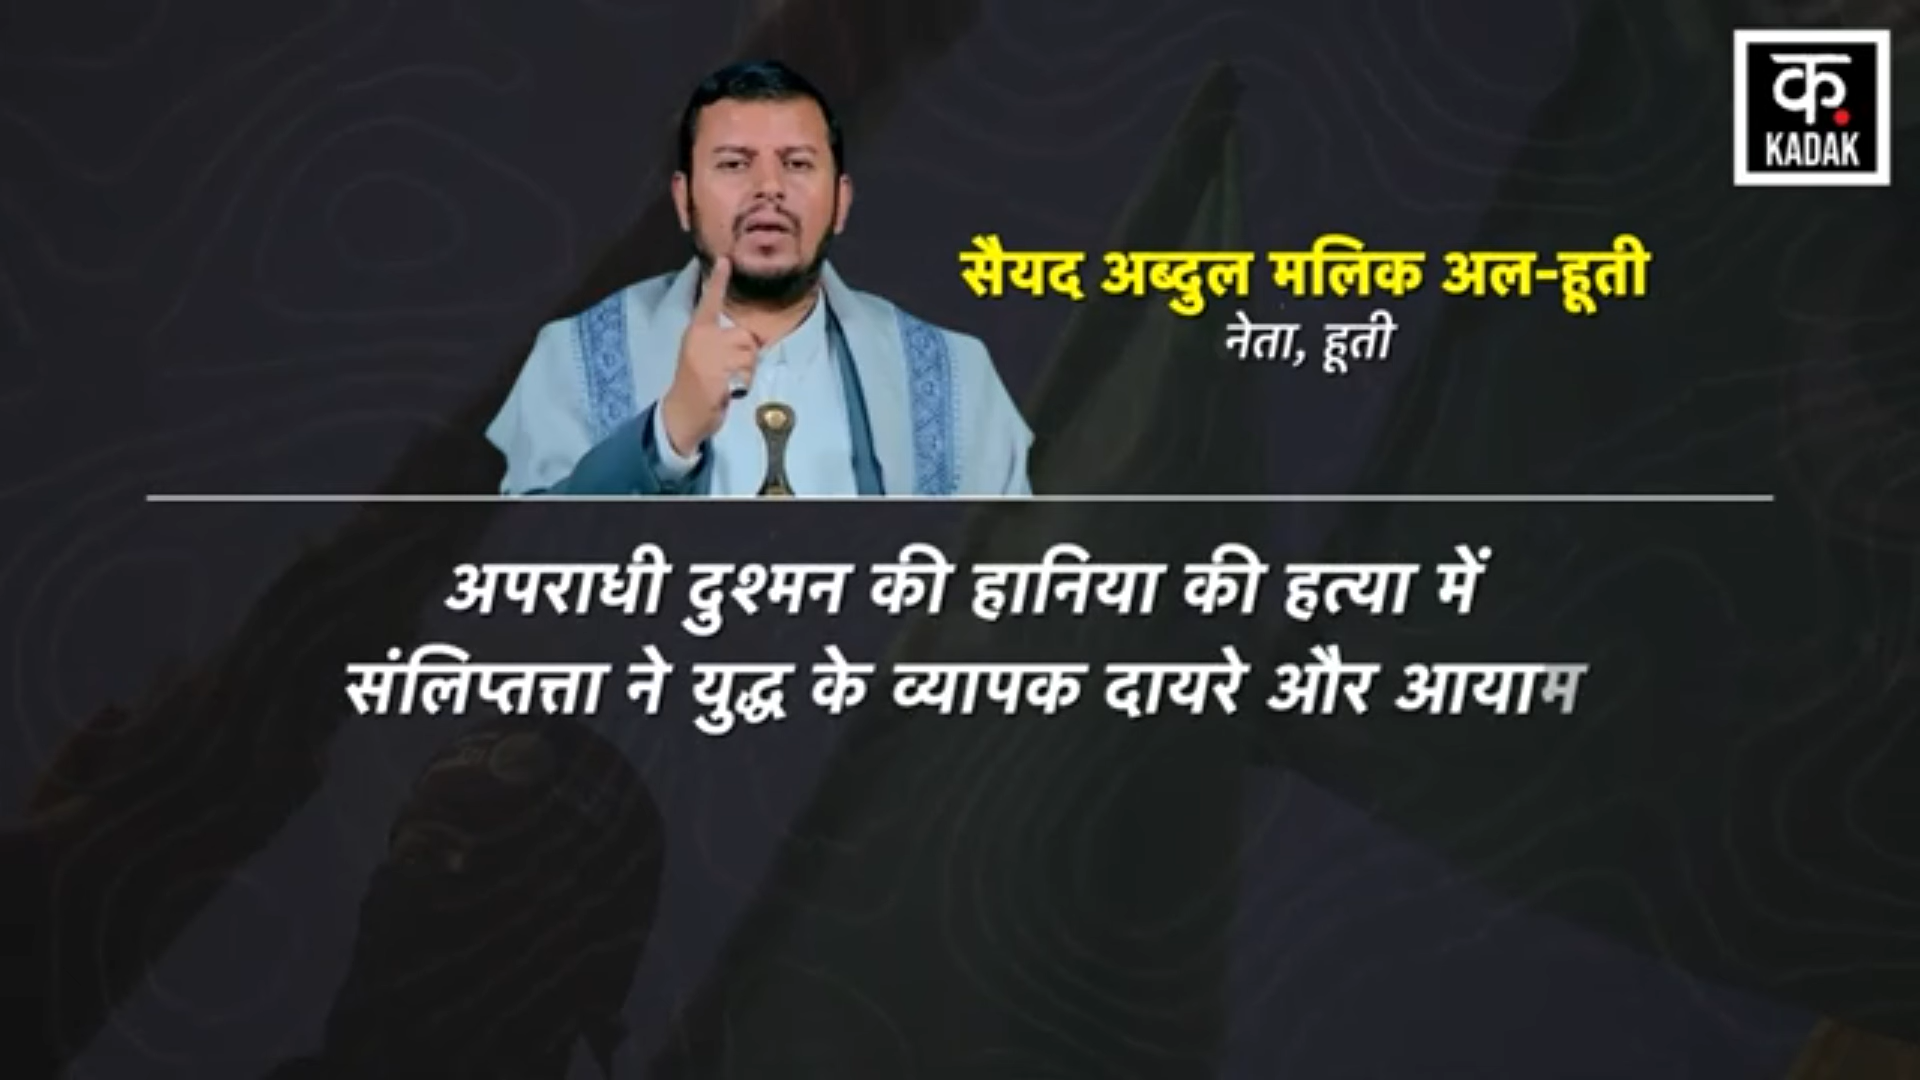 क.
KADAK
सैयद अब्दुल मलिक अल-हूती
नेता, हूती
अपराधी दुश्मन की हानिया की हत्या में
संलिप्तत्ता ने युद्ध के व्यापक दायरे और आयाम